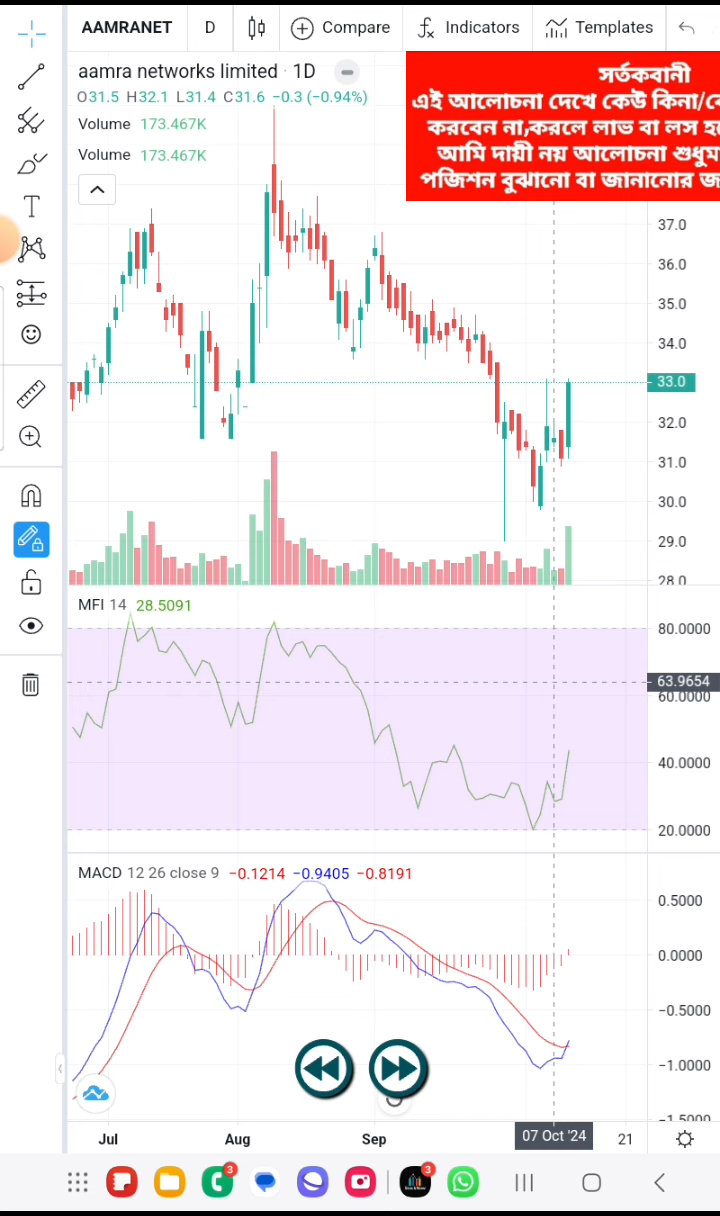 AAMRANET D Compare Indicators Templates
aamra networks limited · 1D
O31.5 H32.1 L31.4 C31.6 −0.3 (−0.94%)
Volume 173.467K
Volume 173.467K
সর্তকবানী
এই আলোচনা দেখে কেউ কিনা/
করবেন না,করলে লাভ বা লস
আমি দায়ী নয় আলোচনা
পজিশন বুঝানো বা জানানোর
37.0
36.0
35.0
34.0
33.0
32.0
31.0
30.0
29.0
28.0
MFI 14 28.5091
80.0000
63.9654
60.0000
40.0000
20.0000
MACD 12 26 close 9 −0.1214 −0.9405 −0.8191
0.5000
0.0000
−0.5000
−1.0000
−1.5000
Jul Aug Sep 07 Oct '24 21
3 3